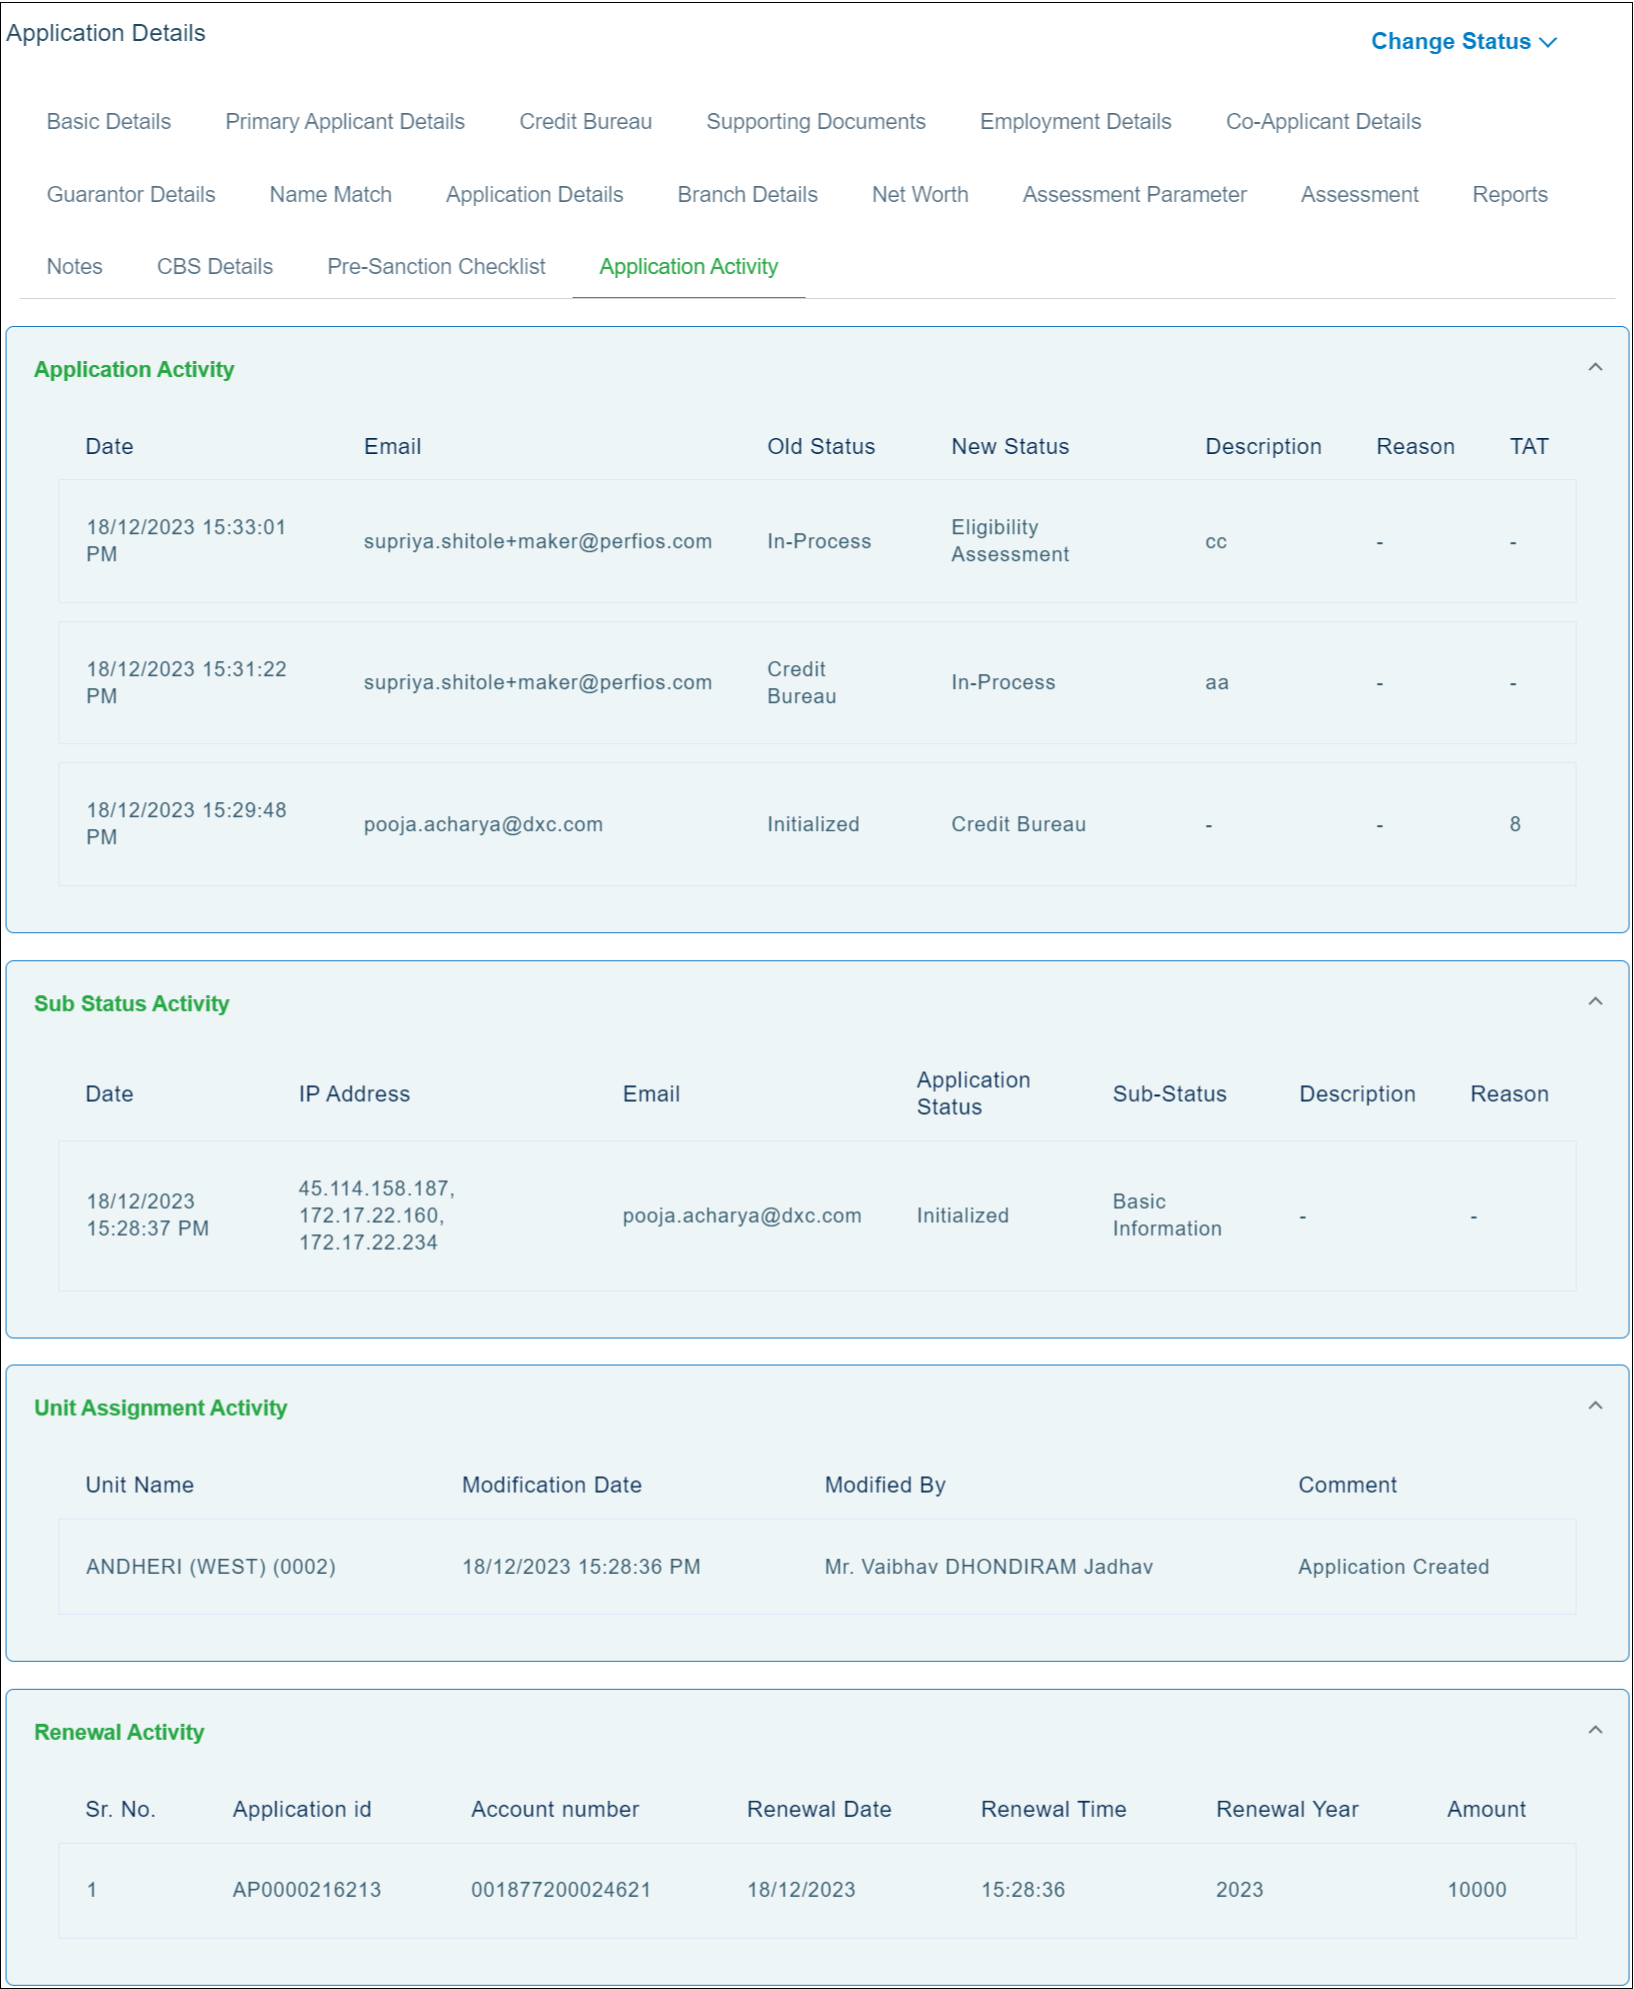 Application Details
Change Status
Basic Details Primary Applicant Details Credit Bureau Supporting Documents Employment Details Co-Applicant Details
Guarantor Details Name Match Application Details Branch Details Net Worth Assessment Parameter Assessment Reports
Notes CBS Details Pre-Sanction Checklist Application Activity
Application Activity
Date Email Old Status New Status Description Reason TAT
18/12/2023 15:33:01 PM supriya.shitole+maker@perfios.com In-Process Eligibility Assessment cc - -
18/12/2023 15:31:22 PM supriya.shitole+maker@perfios.com Credit Bureau In-Process aa - -
18/12/2023 15:29:48 PM pooja.acharya@dxc.com Initialized Credit Bureau - - 8
Sub Status Activity
Date IP Address Email Application Status Sub-Status Description Reason
18/12/2023 15:28:37 PM 45.114.158.187, 172.17.22.160, 172.17.22.234 pooja.acharya@dxc.com Initialized Basic Information - -
Unit Assignment Activity
Unit Name Modification Date Modified By Comment
ANDHERI (WEST) (0002) 18/12/2023 15:28:36 PM Mr. Vaibhav DHONDIRAM Jadhav Application Created
Renewal Activity
Sr. No. Application id Account number Renewal Date Renewal Time Renewal Year Amount
1 AP0000216213 001877200024621 18/12/2023 15:28:36 2023 10000